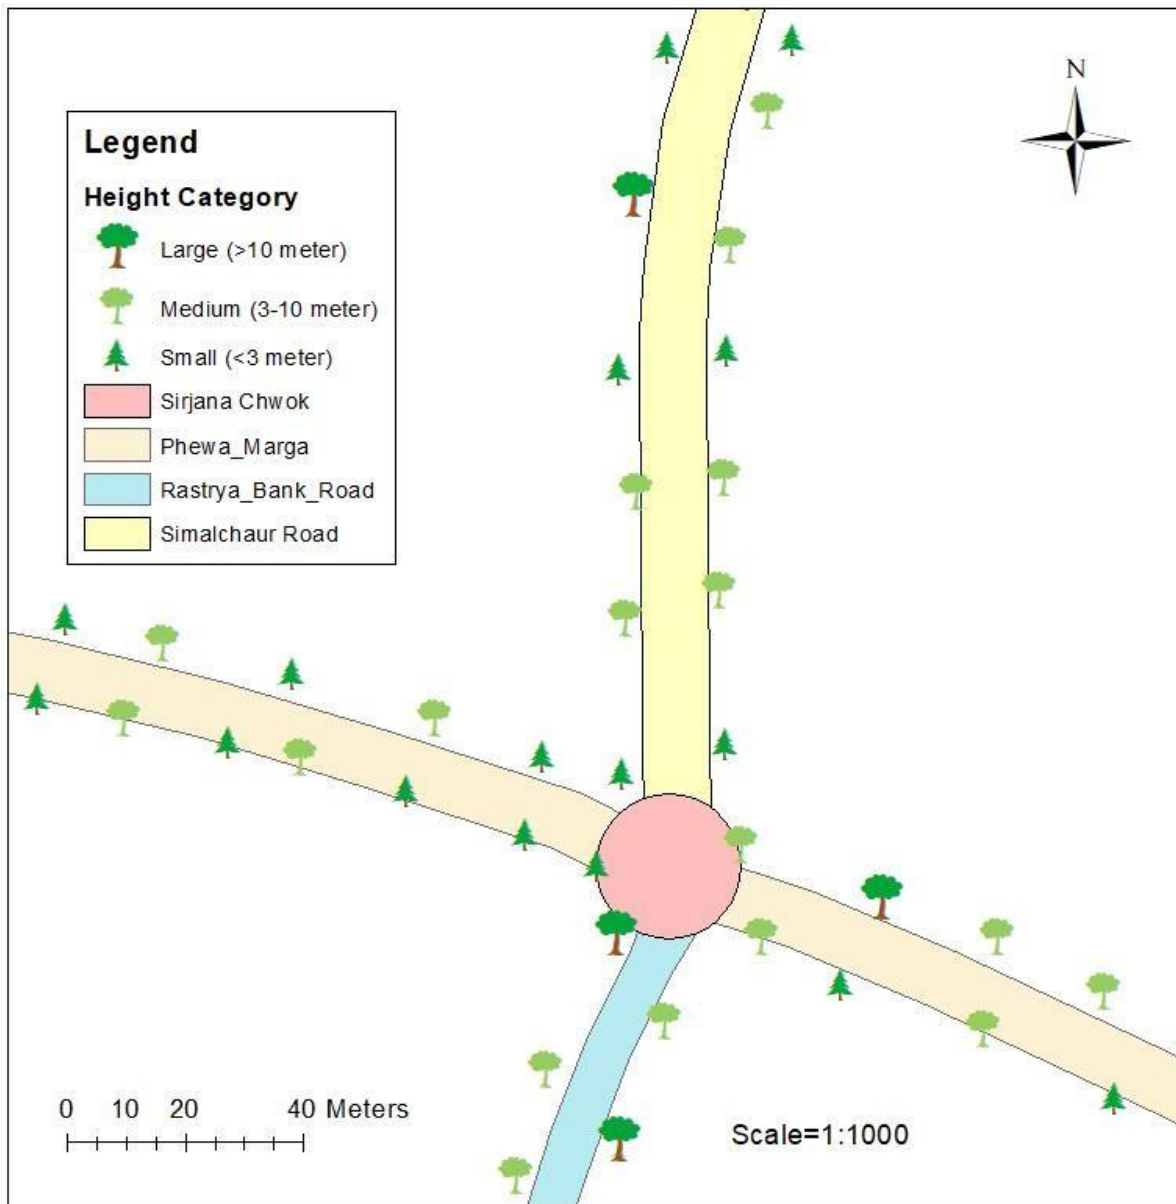 N
Legend
Height Category
Large (>10 meter)
Medium (3-10 meter)
Small (<3 meter)
Sirjana Chwok
Phewa_Marga
Rastrya_Bank_Road
Simalchaur Road
0 10 20 40 Meters
Scale=1:1000